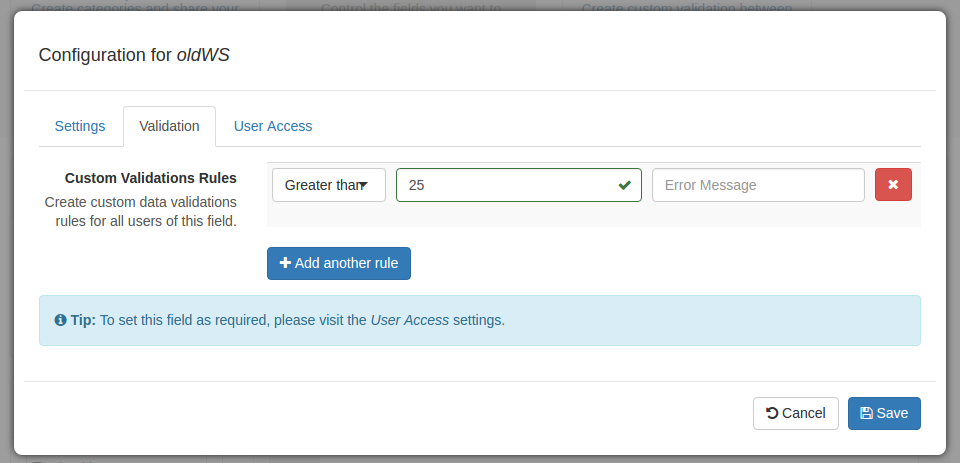 Create categories and share your
Control the fields you want to
Create custom validation between
Configuration for oldWS
Settings
Validation
User Access
Custom Validations Rules
Create custom data validations
rules for all users of this field.
Greater than
25
Error Message
Add another rule
Tip: To set this field as required, please visit the User Access settings.
Cancel
Save